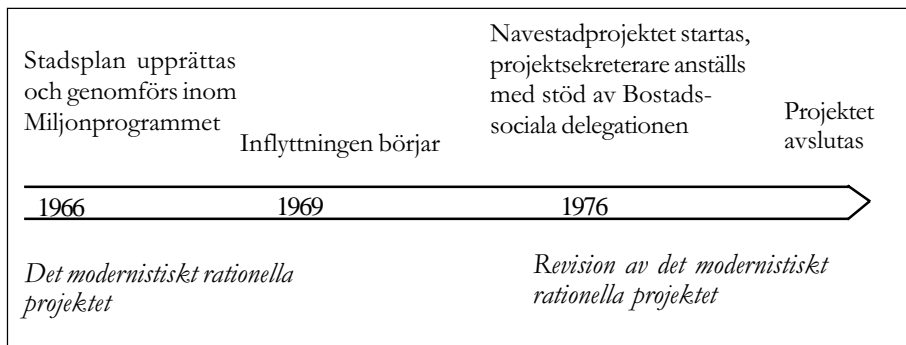 Stadsplan upprättas
och genomförs inom
Miljonprogrammet
Inflyttningen börjar
Navestadprojektet startas,
projektsekreterare anställs
med stöd av Bostads-
sociala delegationen
Projektet
avslutas
1966
1969
1976
Det modernistiskt rationella
projektet
Revision av det modernistiskt
rationella projektet